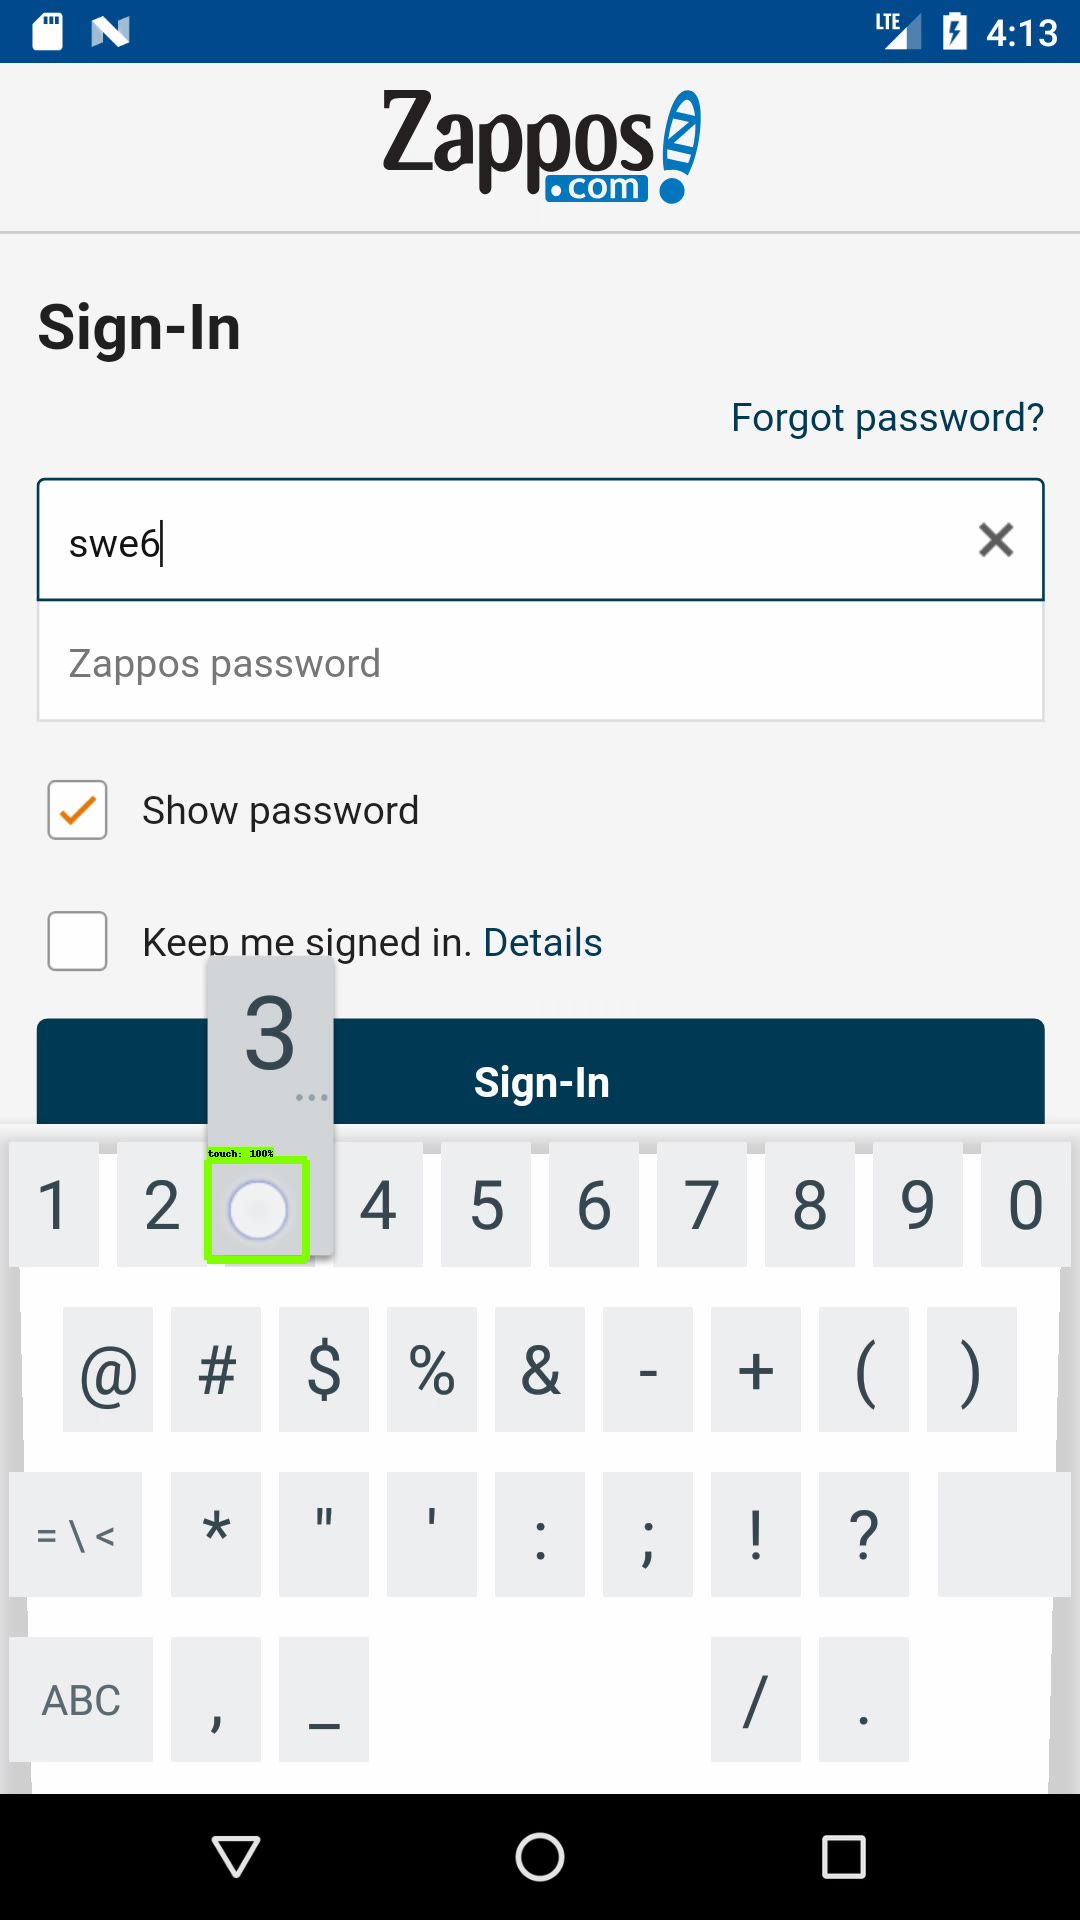 LTE 4:13
Zappos
.com
Sign-In
Forgot password?
swe6
Zappos password
Show password
Keep me signed in. Details
3
...
Sign-In
touch: 100%
1 2 4 5 6 7 8 9 0
@ # $ % & - + ( )
= \ < * " ' : ; ! ?
ABC , _ / .